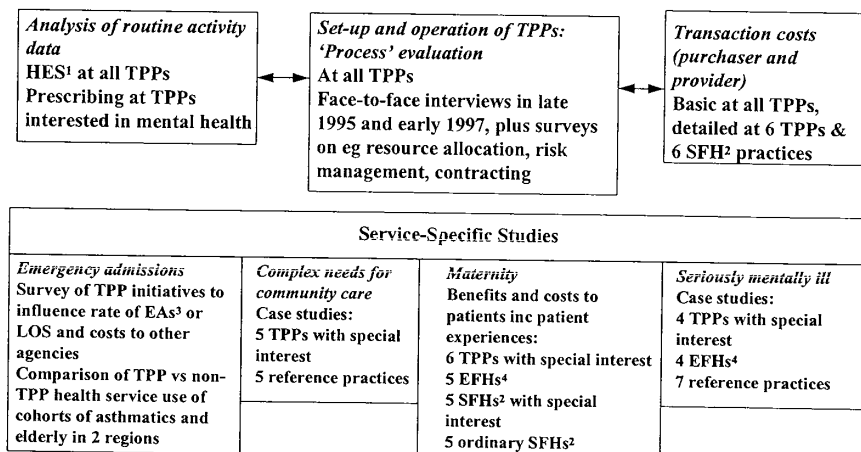 Analysis of routine activity
data
HES¹ at all TPPs
Prescribing at TPPs
interested in mental health
Set-up and operation of TPPs:
‘Process’ evaluation
At all TPPs
Face-to-face interviews in late
1995 and early 1997, plus surveys
on eg resource allocation, risk
management, contracting
Transaction costs
(purchaser and
provider)
Basic at all TPPs,
detailed at 6 TPPs &
6 SFH² practices
Service-Specific Studies
Emergency admissions
Survey of TPP initiatives to
influence rate of EAs³ or
LOS and costs to other
agencies
Comparison of TPP vs non-
TPP health service use of
cohorts of asthmatics and
elderly in 2 regions
Complex needs for
community care
Case studies:
5 TPPs with special
interest
5 reference practices
Maternity
Benefits and costs to
patients inc patient
experiences:
6 TPPs with special interest
5 EFHs⁴
5 SFHs² with special
interest
5 ordinary SFHs²
Seriously mentally ill
Case studies:
4 TPPs with special
interest
4 EFHs⁴
7 reference practices